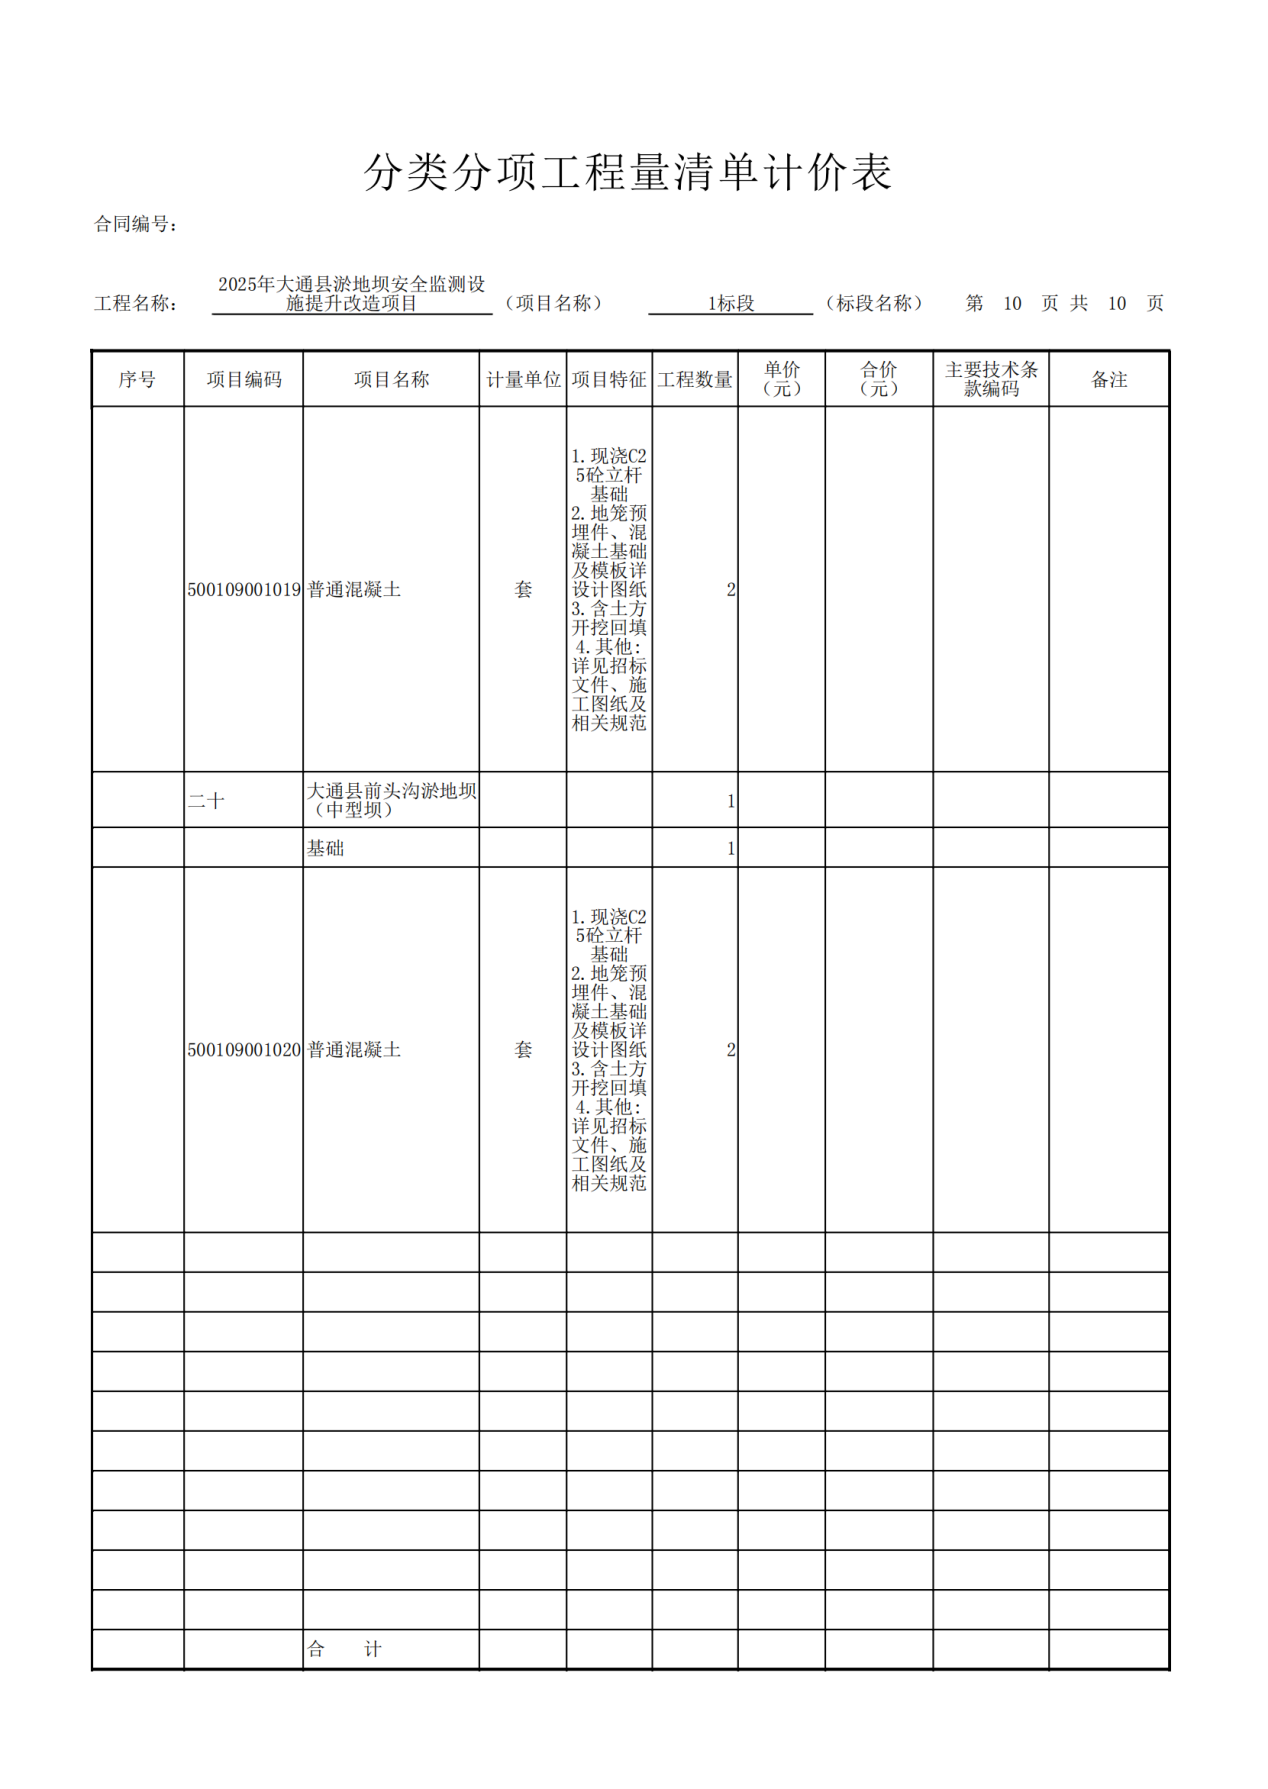 分类分项工程量清单计价表
合同编号：
2025年大通县淤地坝安全监测设
工程名称： 施提升改造项目 （项目名称） 1标段 （标段名称） 第 10 页 共 10 页
序号 项目编码 项目名称 计量单位 项目特征 工程数量 单价（元） 合价（元） 主要技术条款编码 备注
1.现浇C2
5砼立杆
基础
2.地笼预
埋件、混
凝土基础
及模板详
500109001019 普通混凝土 套 设计图纸 2
3.含土方
开挖回填
4.其他:
详见招标
文件、施
工图纸及
相关规范
二十 大通县前头沟淤地坝（中型坝） 1
基础 1
1.现浇C2
5砼立杆
基础
2.地笼预
埋件、混
凝土基础
及模板详
500109001020 普通混凝土 套 设计图纸 2
3.含土方
开挖回填
4.其他:
详见招标
文件、施
工图纸及
相关规范
合 计